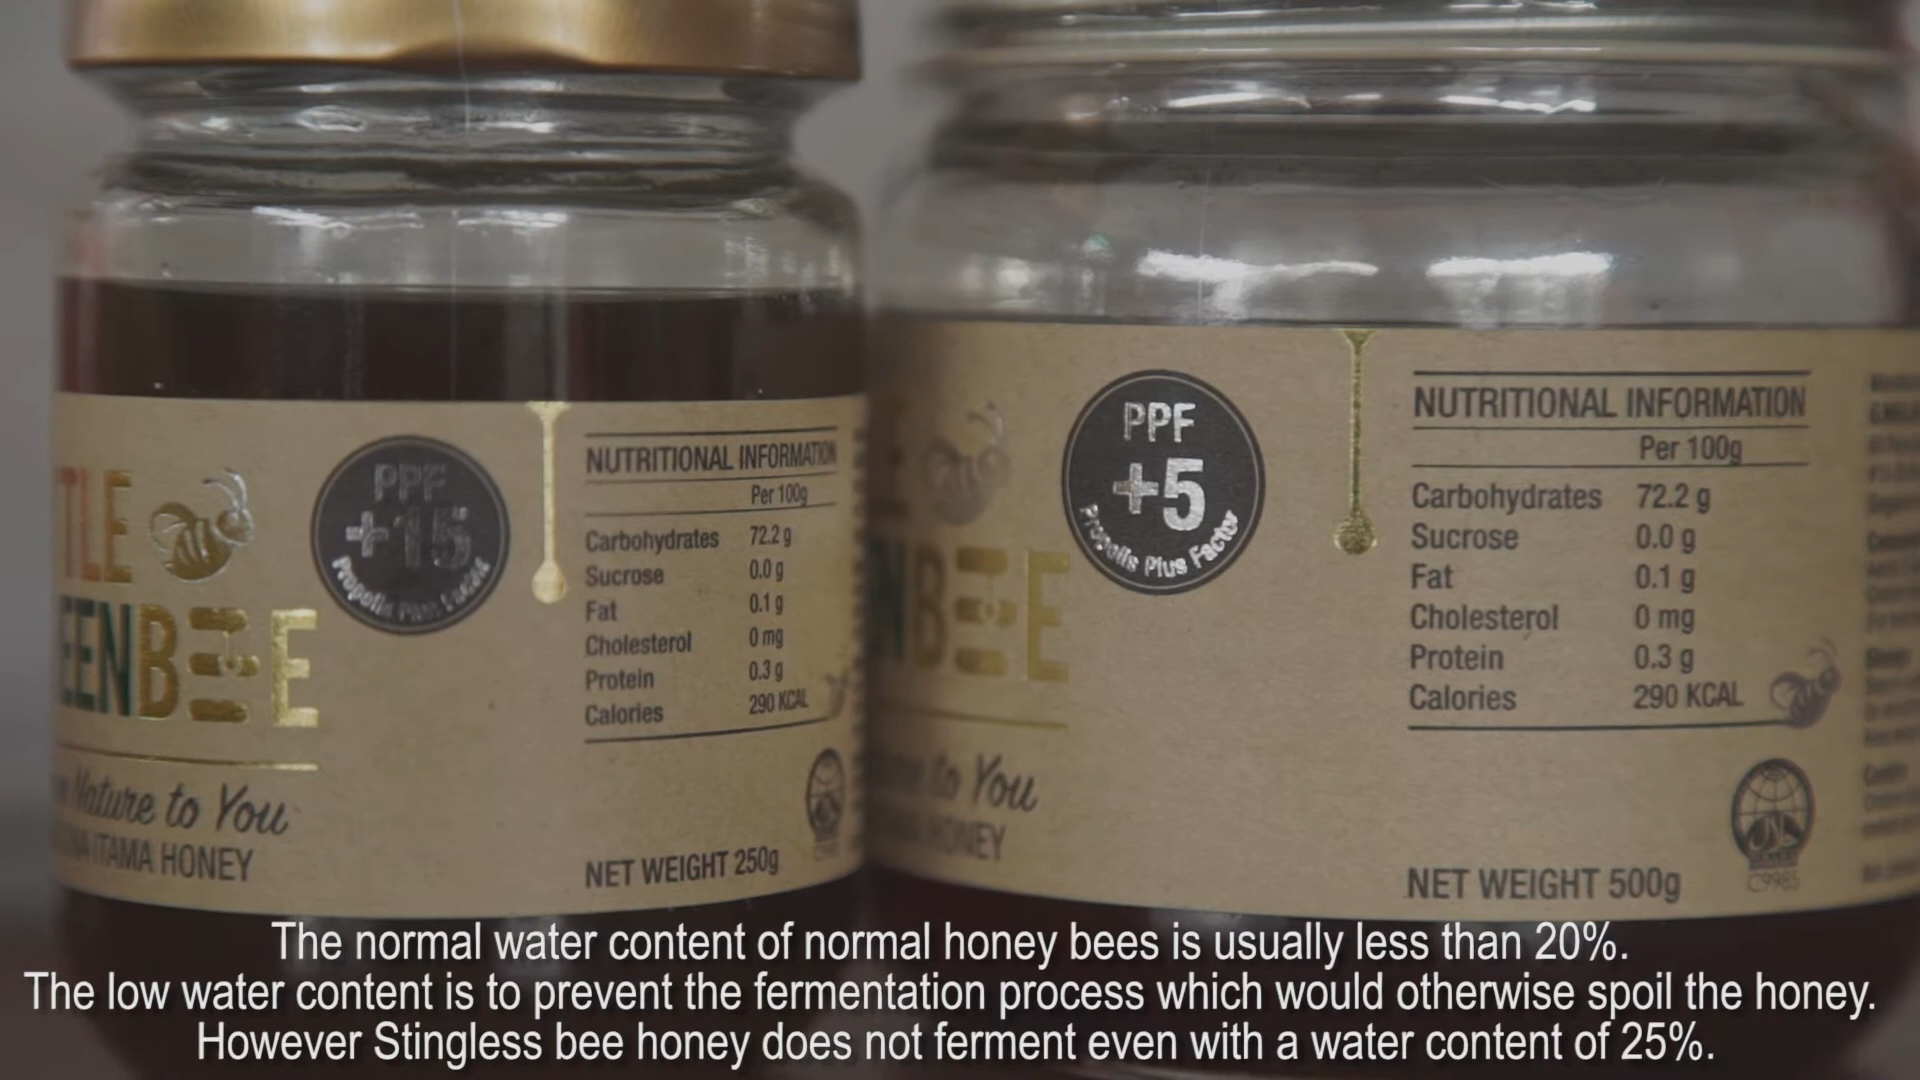 TLE
EENBEE
Nature to You
ITAMA HONEY
PPF
+15
Propolis Plus Factor
NUTRITIONAL INFORMATION
Per 100g
Carbohydrates 72.2 g
Sucrose 0.0 g
Fat 0.1 g
Cholesterol 0 mg
Protein 0.3 g
Calories 290 KCAL
NET WEIGHT 250g
NBEE
to You
HONEY
PPF
+5
Propolis Plus Factor
NUTRITIONAL INFORMATION
Per 100g
Carbohydrates 72.2 g
Sucrose 0.0 g
Fat 0.1 g
Cholesterol 0 mg
Protein 0.3 g
Calories 290 KCAL
NET WEIGHT 500g
C9985
The normal water content of normal honey bees is usually less than 20%.
The low water content is to prevent the fermentation process which would otherwise spoil the honey.
However Stingless bee honey does not ferment even with a water content of 25%.